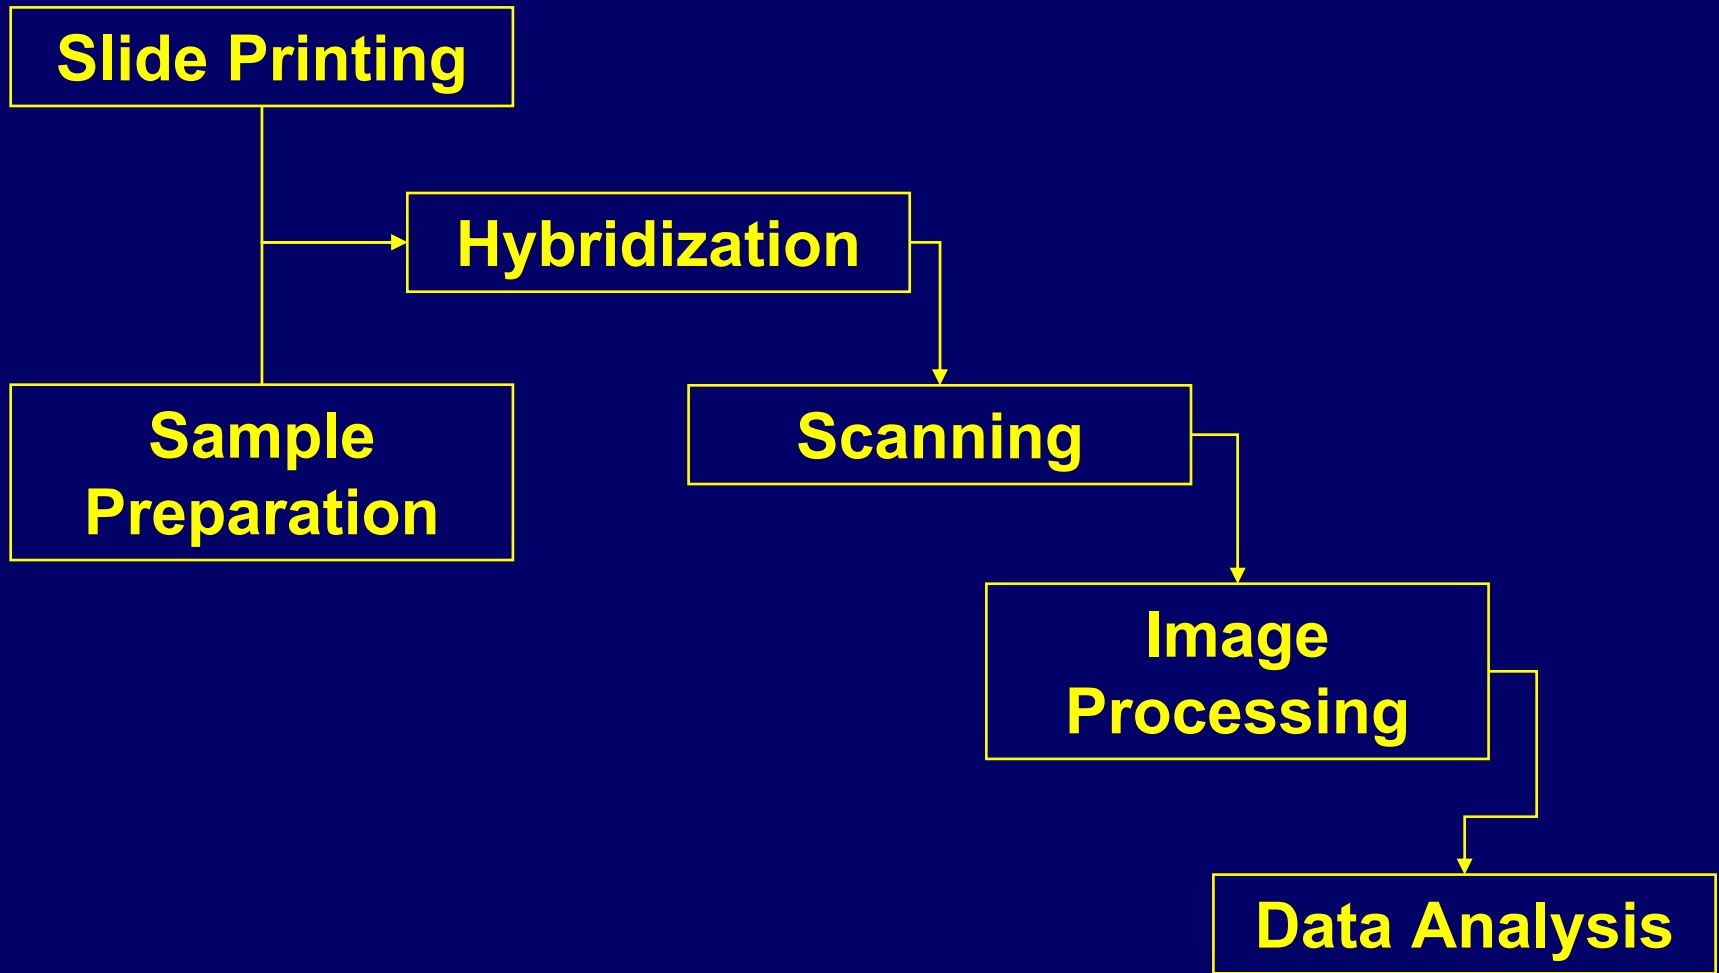 Slide Printing
Hybridization
Sample
Preparation
Scanning
Image
Processing
Data Analysis